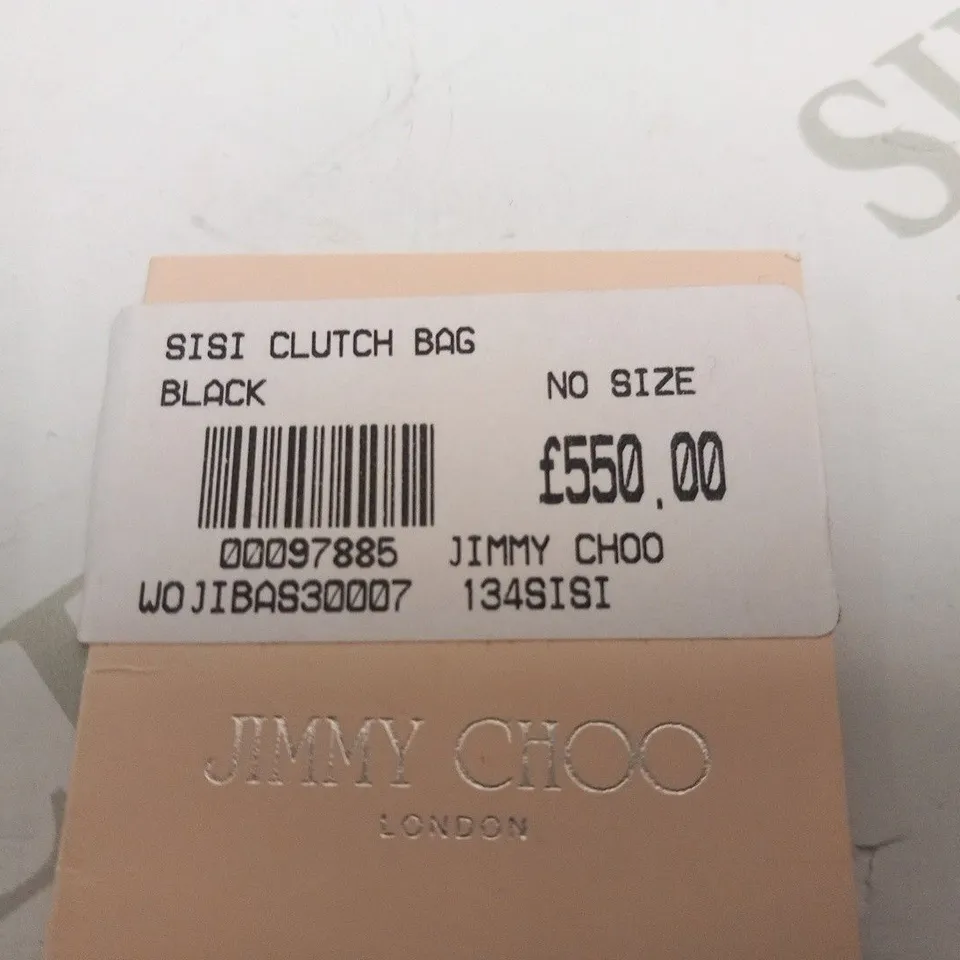 SISI CLUTCH BAG
BLACK NO SIZE
£550.00
00097885 JIMMY CHOO
WOJIBAS30007 134SISI
JIMMY CHOO
LONDON